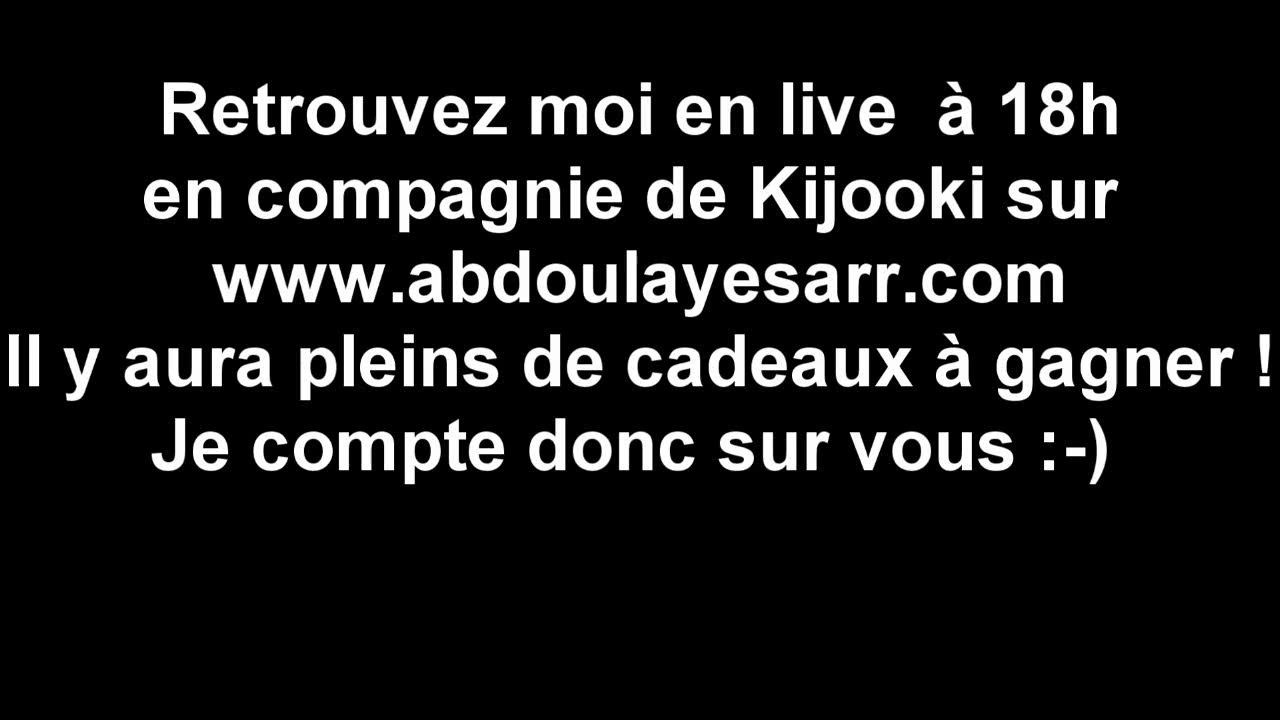 Retrouvez moi en live  à 18h
en compagnie de Kijooki sur
www.abdoulayesarr.com
Il y aura pleins de cadeaux à gagner !
Je compte donc sur vous :-)